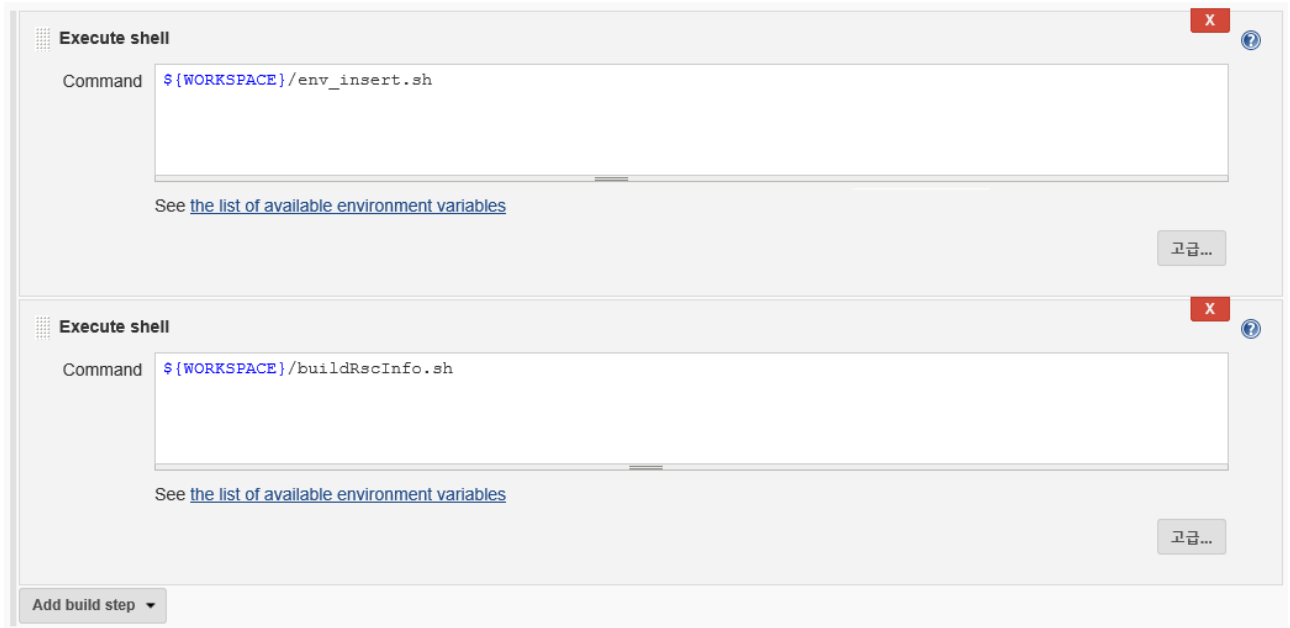 X
Execute shell
?
Command ${WORKSPACE}/env_insert.sh
See the list of available environment variables
고급...
X
Execute shell
?
Command ${WORKSPACE}/buildRscInfo.sh
See the list of available environment variables
고급...
Add build step